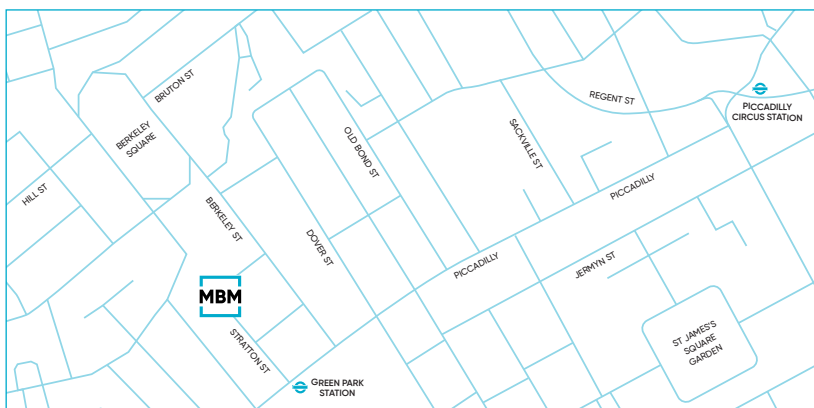 BRUTON ST
BERKELEY
SQUARE
HILL ST
BERKELEY ST
DOVER ST
OLD BOND ST
SACKVILLE ST
REGENT ST
PICCADILLY
CIRCUS STATION
PICCADILLY
PICCADILLY
JERMYN ST
MBM
STRATTON ST
GREEN PARK
STATION
ST JAMES'S
SQUARE
GARDEN